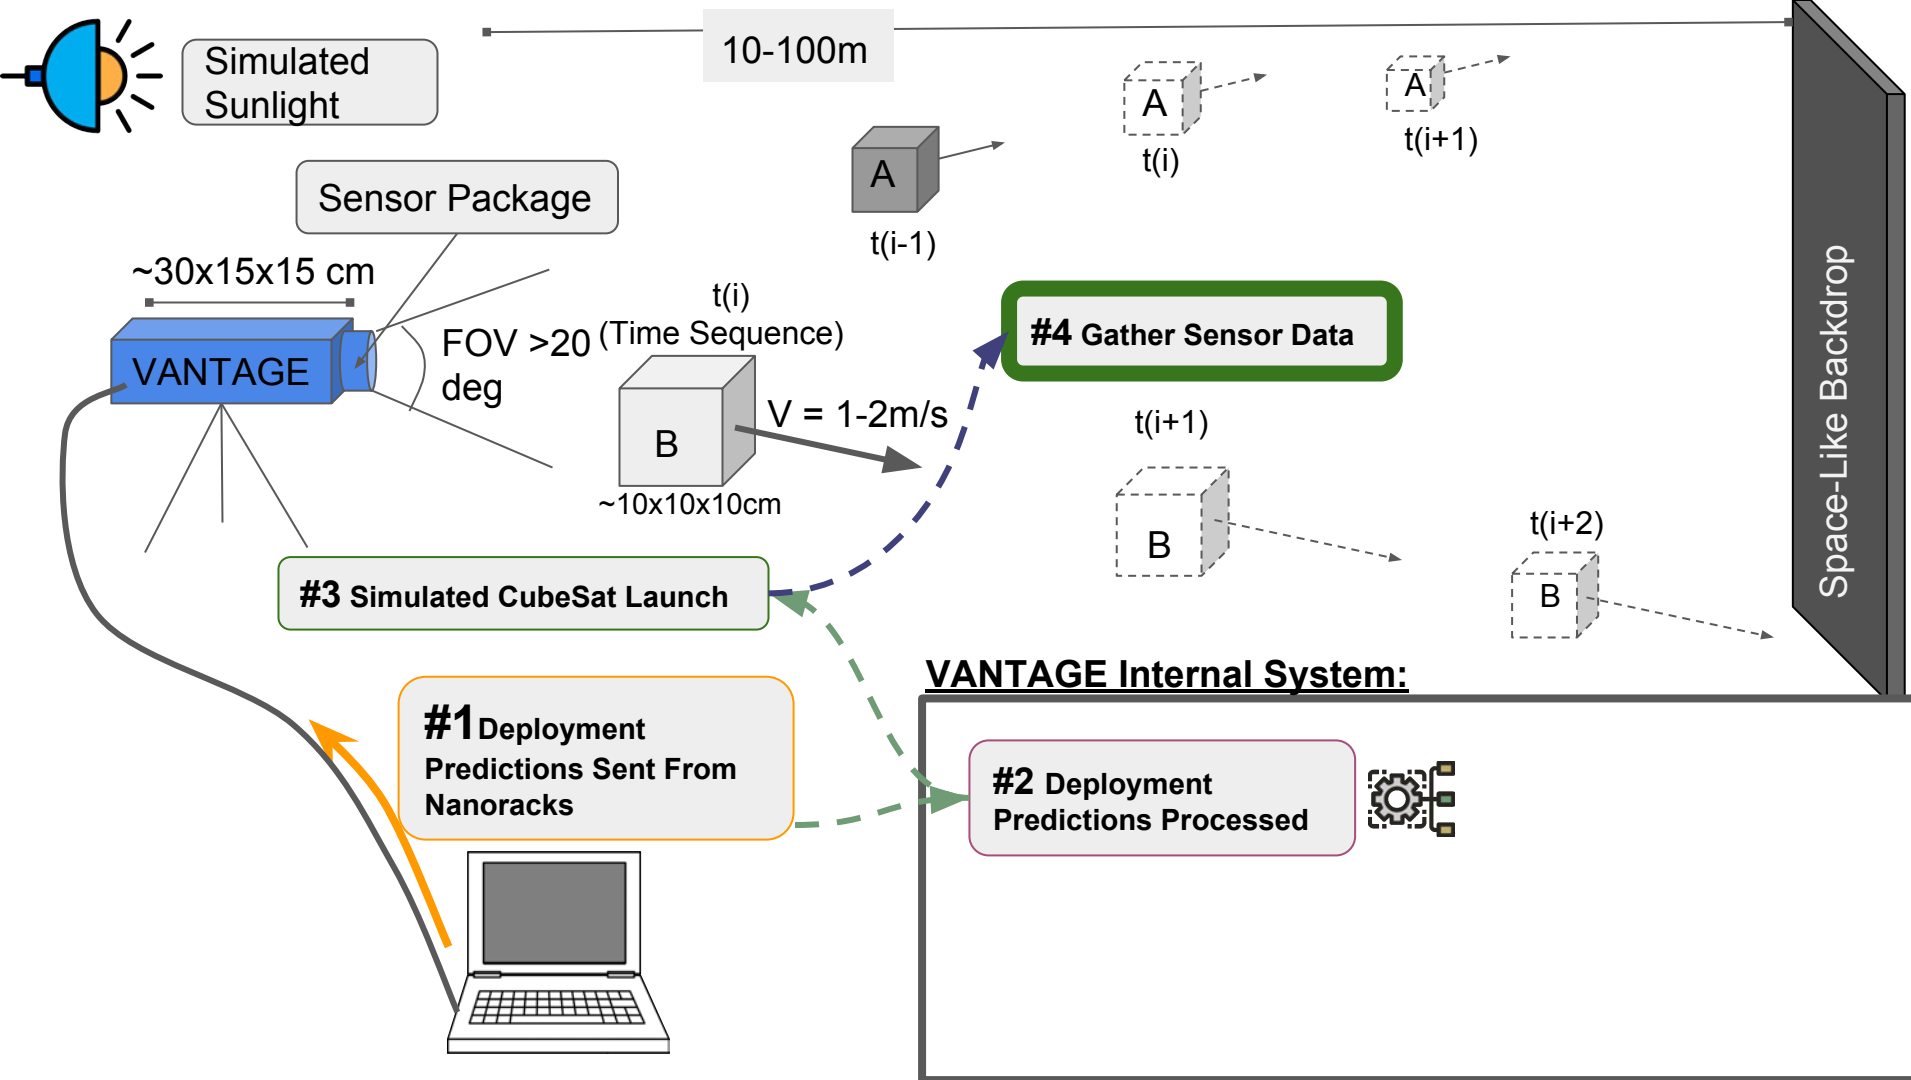 Simulated
Sunlight
10-100m
A
t(i-1)
A
t(i)
A
t(i+1)
Sensor Package
~30x15x15 cm
VANTAGE
FOV >20
deg
t(i)
(Time Sequence)
B
V = 1-2m/s
~10x10x10cm
#4 Gather Sensor Data
t(i+1)
B
t(i+2)
B
Space-Like Backdrop
#3 Simulated CubeSat Launch
#1 Deployment
Predictions Sent From
Nanoracks
VANTAGE Internal System:
#2 Deployment
Predictions Processed